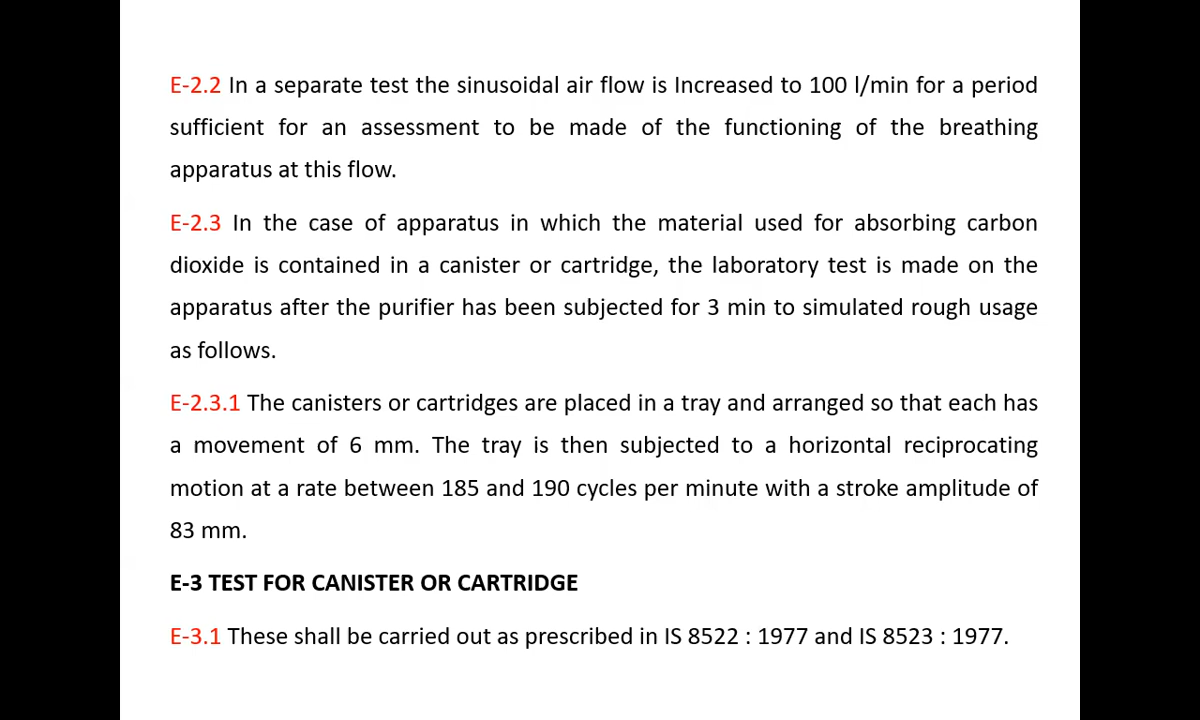 E-2.2 In a separate test the sinusoidal air flow is Increased to 100 l/min for a period
sufficient for an assessment to be made of the functioning of the breathing
apparatus at this flow.
E-2.3 In the case of apparatus in which the material used for absorbing carbon
dioxide is contained in a canister or cartridge, the laboratory test is made on the
apparatus after the purifier has been subjected for 3 min to simulated rough usage
as follows.
E-2.3.1 The canisters or cartridges are placed in a tray and arranged so that each has
a movement of 6 mm. The tray is then subjected to a horizontal reciprocating
motion at a rate between 185 and 190 cycles per minute with a stroke amplitude of
83 mm.
E-3 TEST FOR CANISTER OR CARTRIDGE
E-3.1 These shall be carried out as prescribed in IS 8522 : 1977 and IS 8523 : 1977.